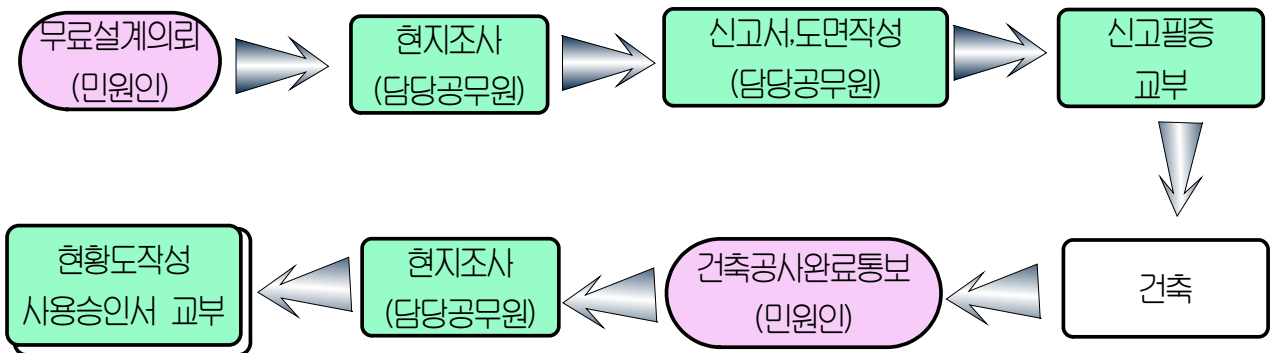 무료설계의뢰
(민원인)
현지조사
(담당공무원)
신고서,도면작성
(담당공무원)
신고필증
교부
건축
건축공사완료통보
(민원인)
현지조사
(담당공무원)
현황도작성
사용승인서 교부